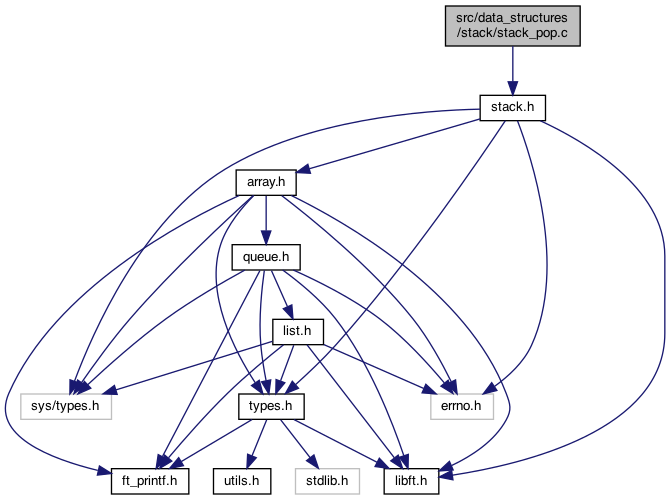 src/data_structures
/stack/stack_pop.c
stack.h
array.h
queue.h
list.h
sys/types.h
types.h
errno.h
ft_printf.h
utils.h
stdlib.h
libft.h